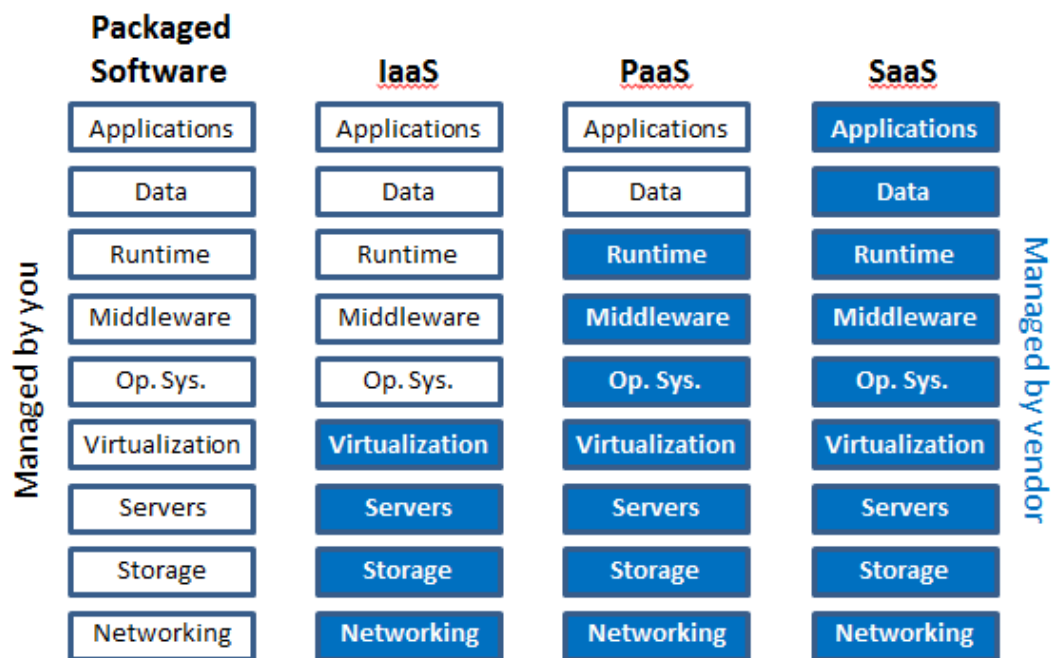 Packaged
Software
IaaS
PaaS
SaaS
Applications
Applications
Applications
Applications
Data
Data
Data
Data
Runtime
Runtime
Runtime
Runtime
Middleware
Middleware
Middleware
Middleware
Op. Sys.
Op. Sys.
Op. Sys.
Op. Sys.
Virtualization
Virtualization
Virtualization
Virtualization
Servers
Servers
Servers
Servers
Storage
Storage
Storage
Storage
Networking
Networking
Networking
Networking
Managed by you
Managed by vendor